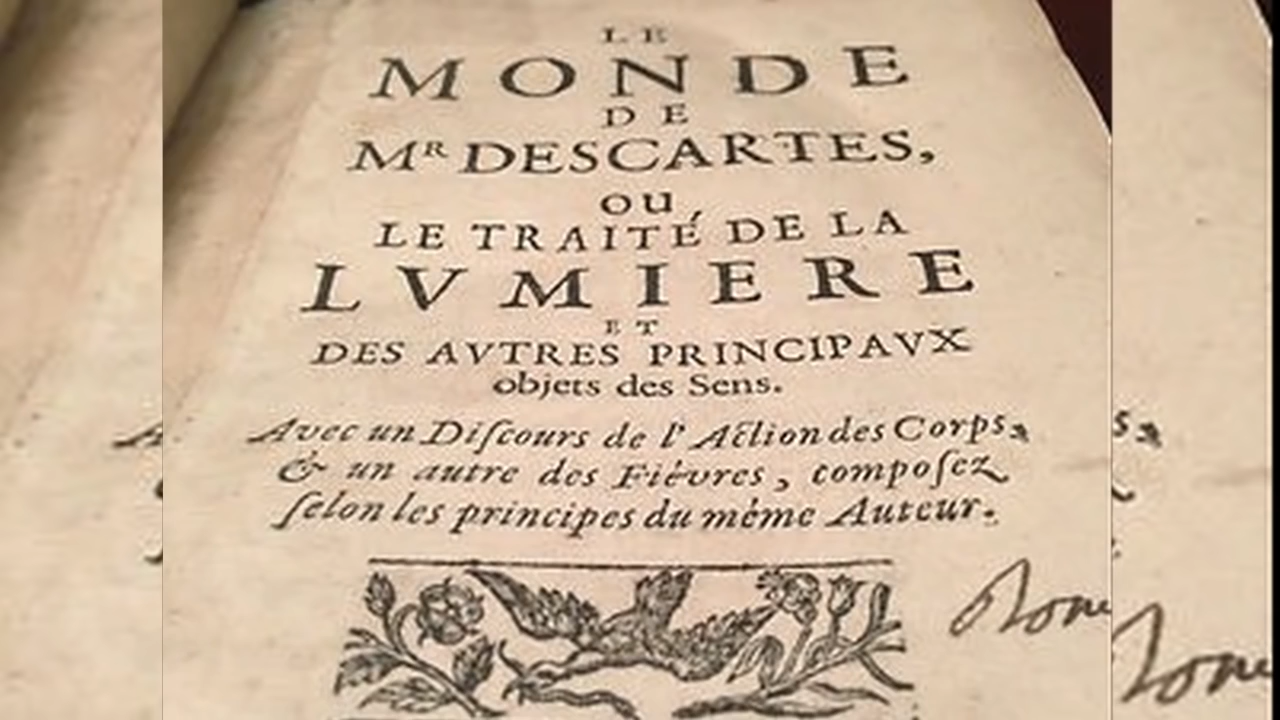 LE
MONDE
DE
MR DESCARTES,
ou
LE TRAITÉ DE LA
LVMIERE
ET
DES AVTRES PRINCIPAVX
objets des Sens.
Avec un Diſcours de l'Action des Corps,
& un autre des Fiévres, compoſez
ſelon les principes du même Auteur.